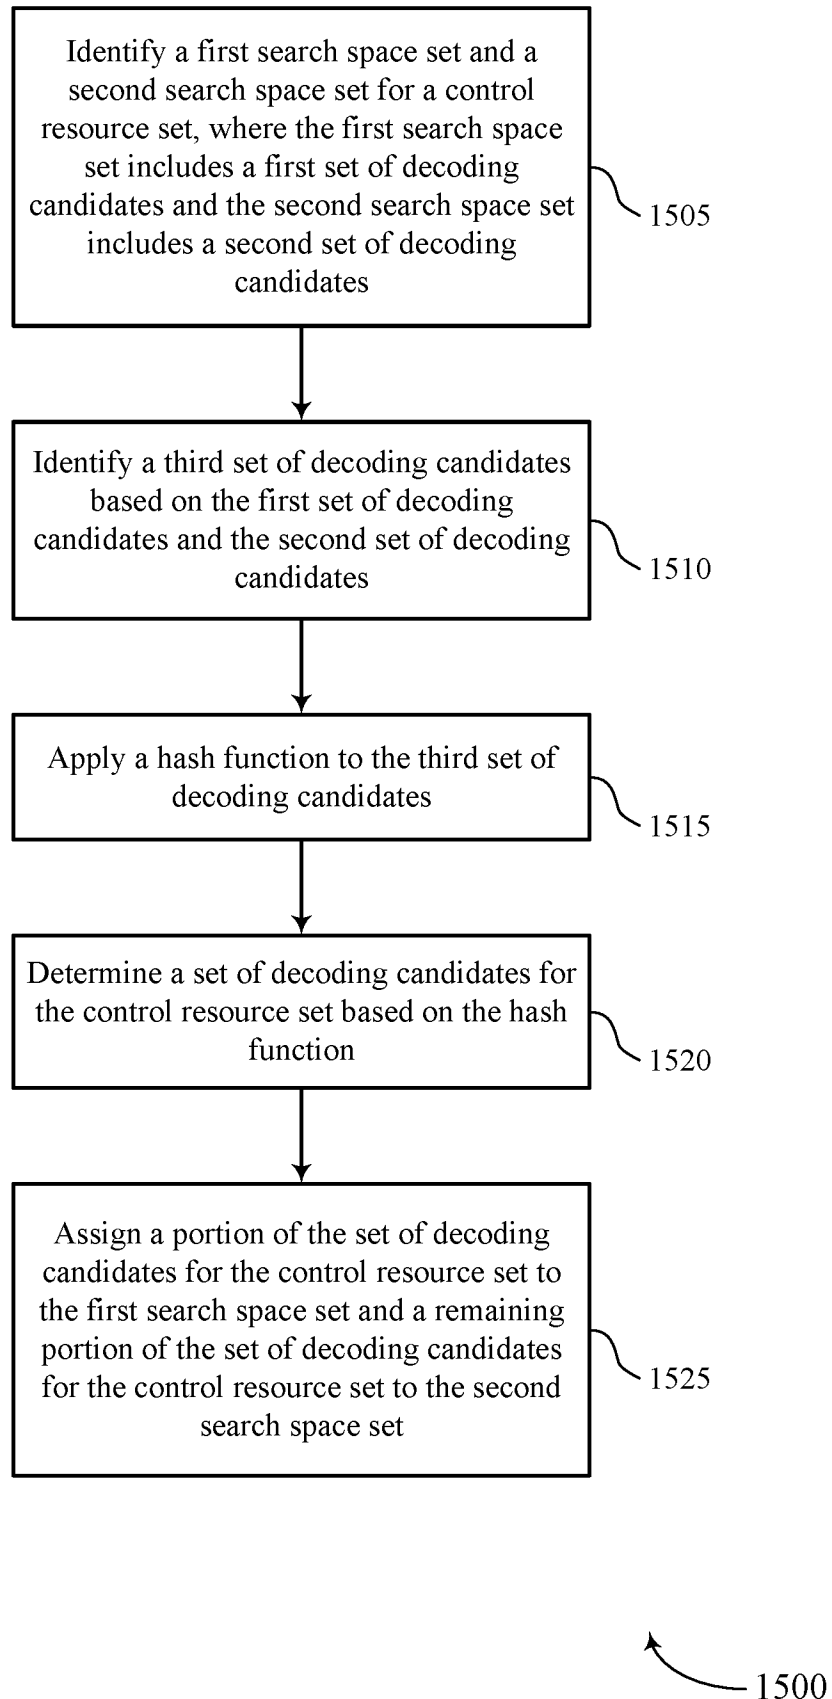 Identify a first search space set and a
second search space set for a control
resource set, where the first search space
set includes a first set of decoding
candidates and the second search space set
includes a second set of decoding
candidates
1505
Identify a third set of decoding candidates
based on the first set of decoding
candidates and the second set of decoding
candidates
1510
Apply a hash function to the third set of
decoding candidates
1515
Determine a set of decoding candidates for
the control resource set based on the hash
function
1520
Assign a portion of the set of decoding
candidates for the control resource set to
the first search space set and a remaining
portion of the set of decoding candidates
for the control resource set to the second
search space set
1525
1500